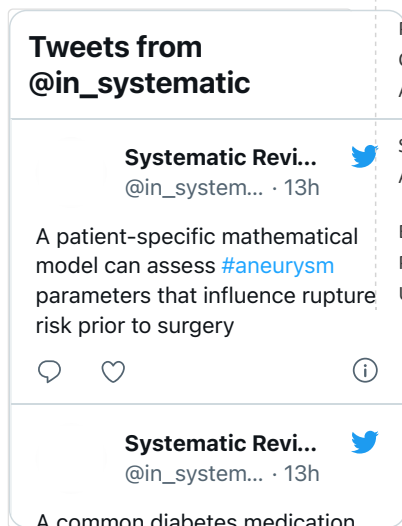 Tweets from
@in_systematic
Systematic Revi...
@in_system... · 13h
A patient-specific mathematical
model can assess #aneurysm
parameters that influence rupture
risk prior to surgery
Systematic Revi...
@in_system... · 13h
A common diabetes medication